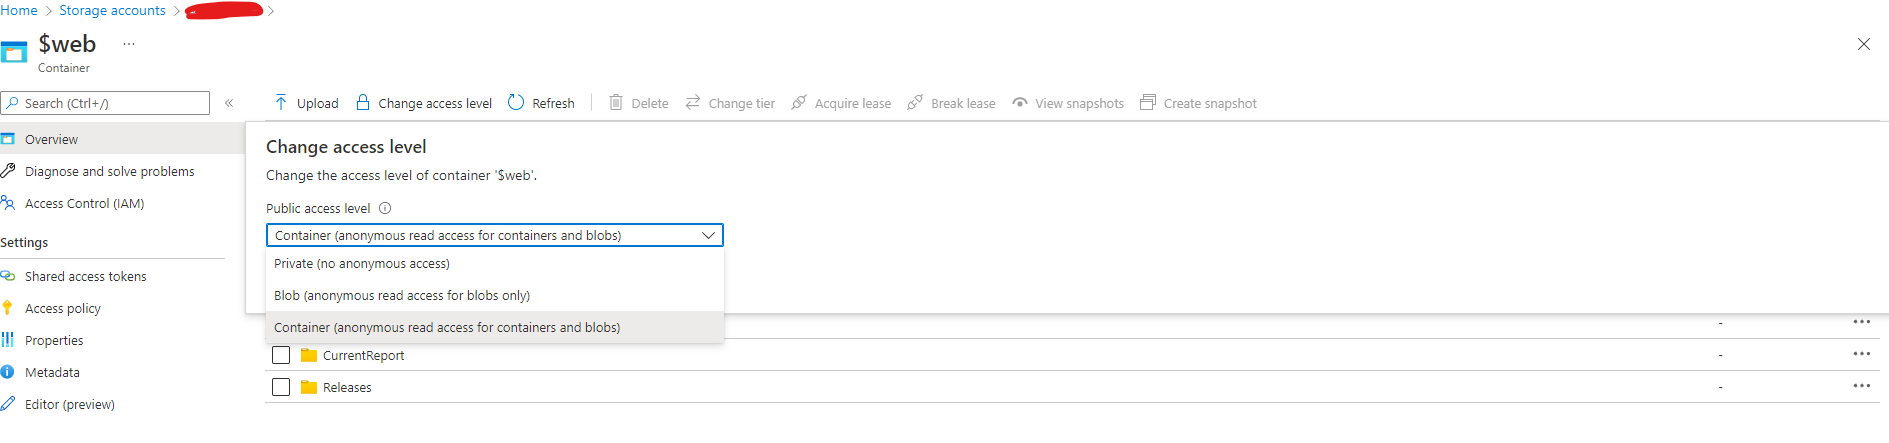 Home > Storage accounts > >
$web ...
Container
Search (Ctrl+/) «
Upload Change access level Refresh Delete Change tier Acquire lease Break lease View snapshots Create snapshot
Overview
Diagnose and solve problems
Access Control (IAM)
Settings
Shared access tokens
Access policy
Properties
Metadata
Editor (preview)
Change access level
Change the access level of container '$web'.
Public access level
Container (anonymous read access for containers and blobs)
Private (no anonymous access)
Blob (anonymous read access for blobs only)
Container (anonymous read access for containers and blobs)
- ...
CurrentReport - ...
Releases - ...